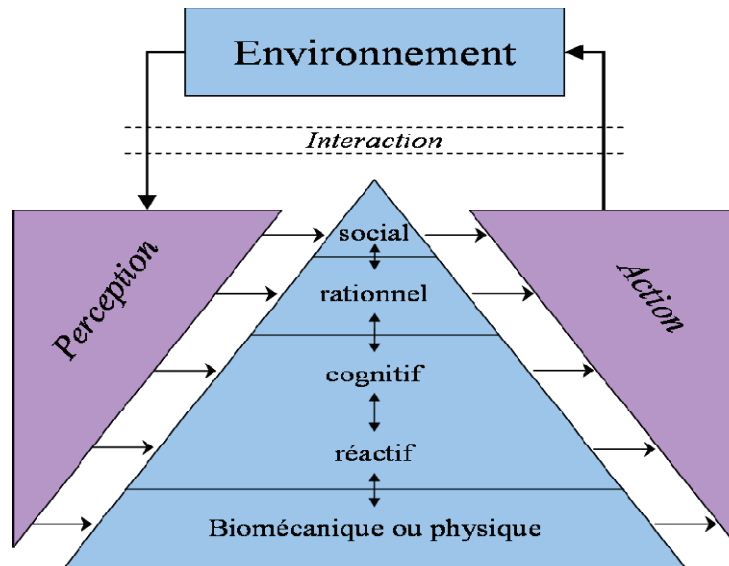 Environnement
Interaction
Perception
social
Action
rationnel
cognitif
réactif
Biomécanique ou physique